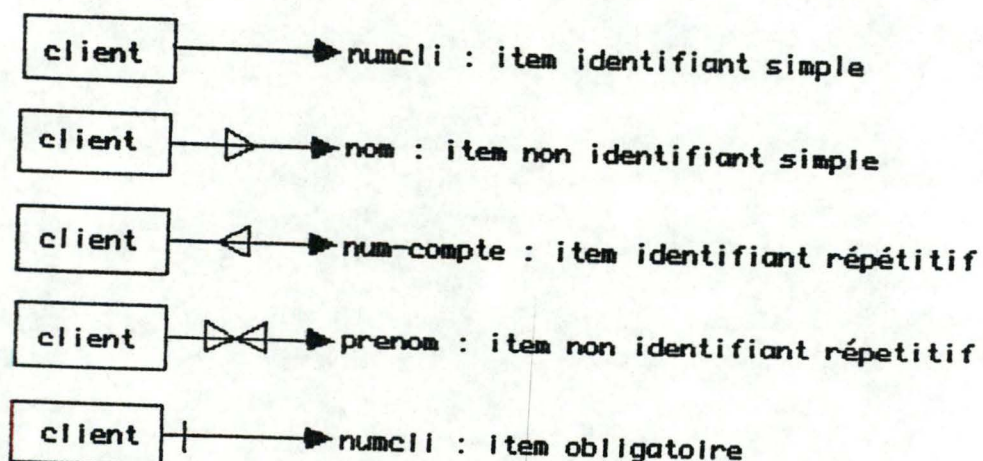 client numcli : item identifiant simple
client nom : item non identifiant simple
client num-compte : item identifiant répétitif
client prenom : item non identifiant répetitif
client numcli : item obligatoire